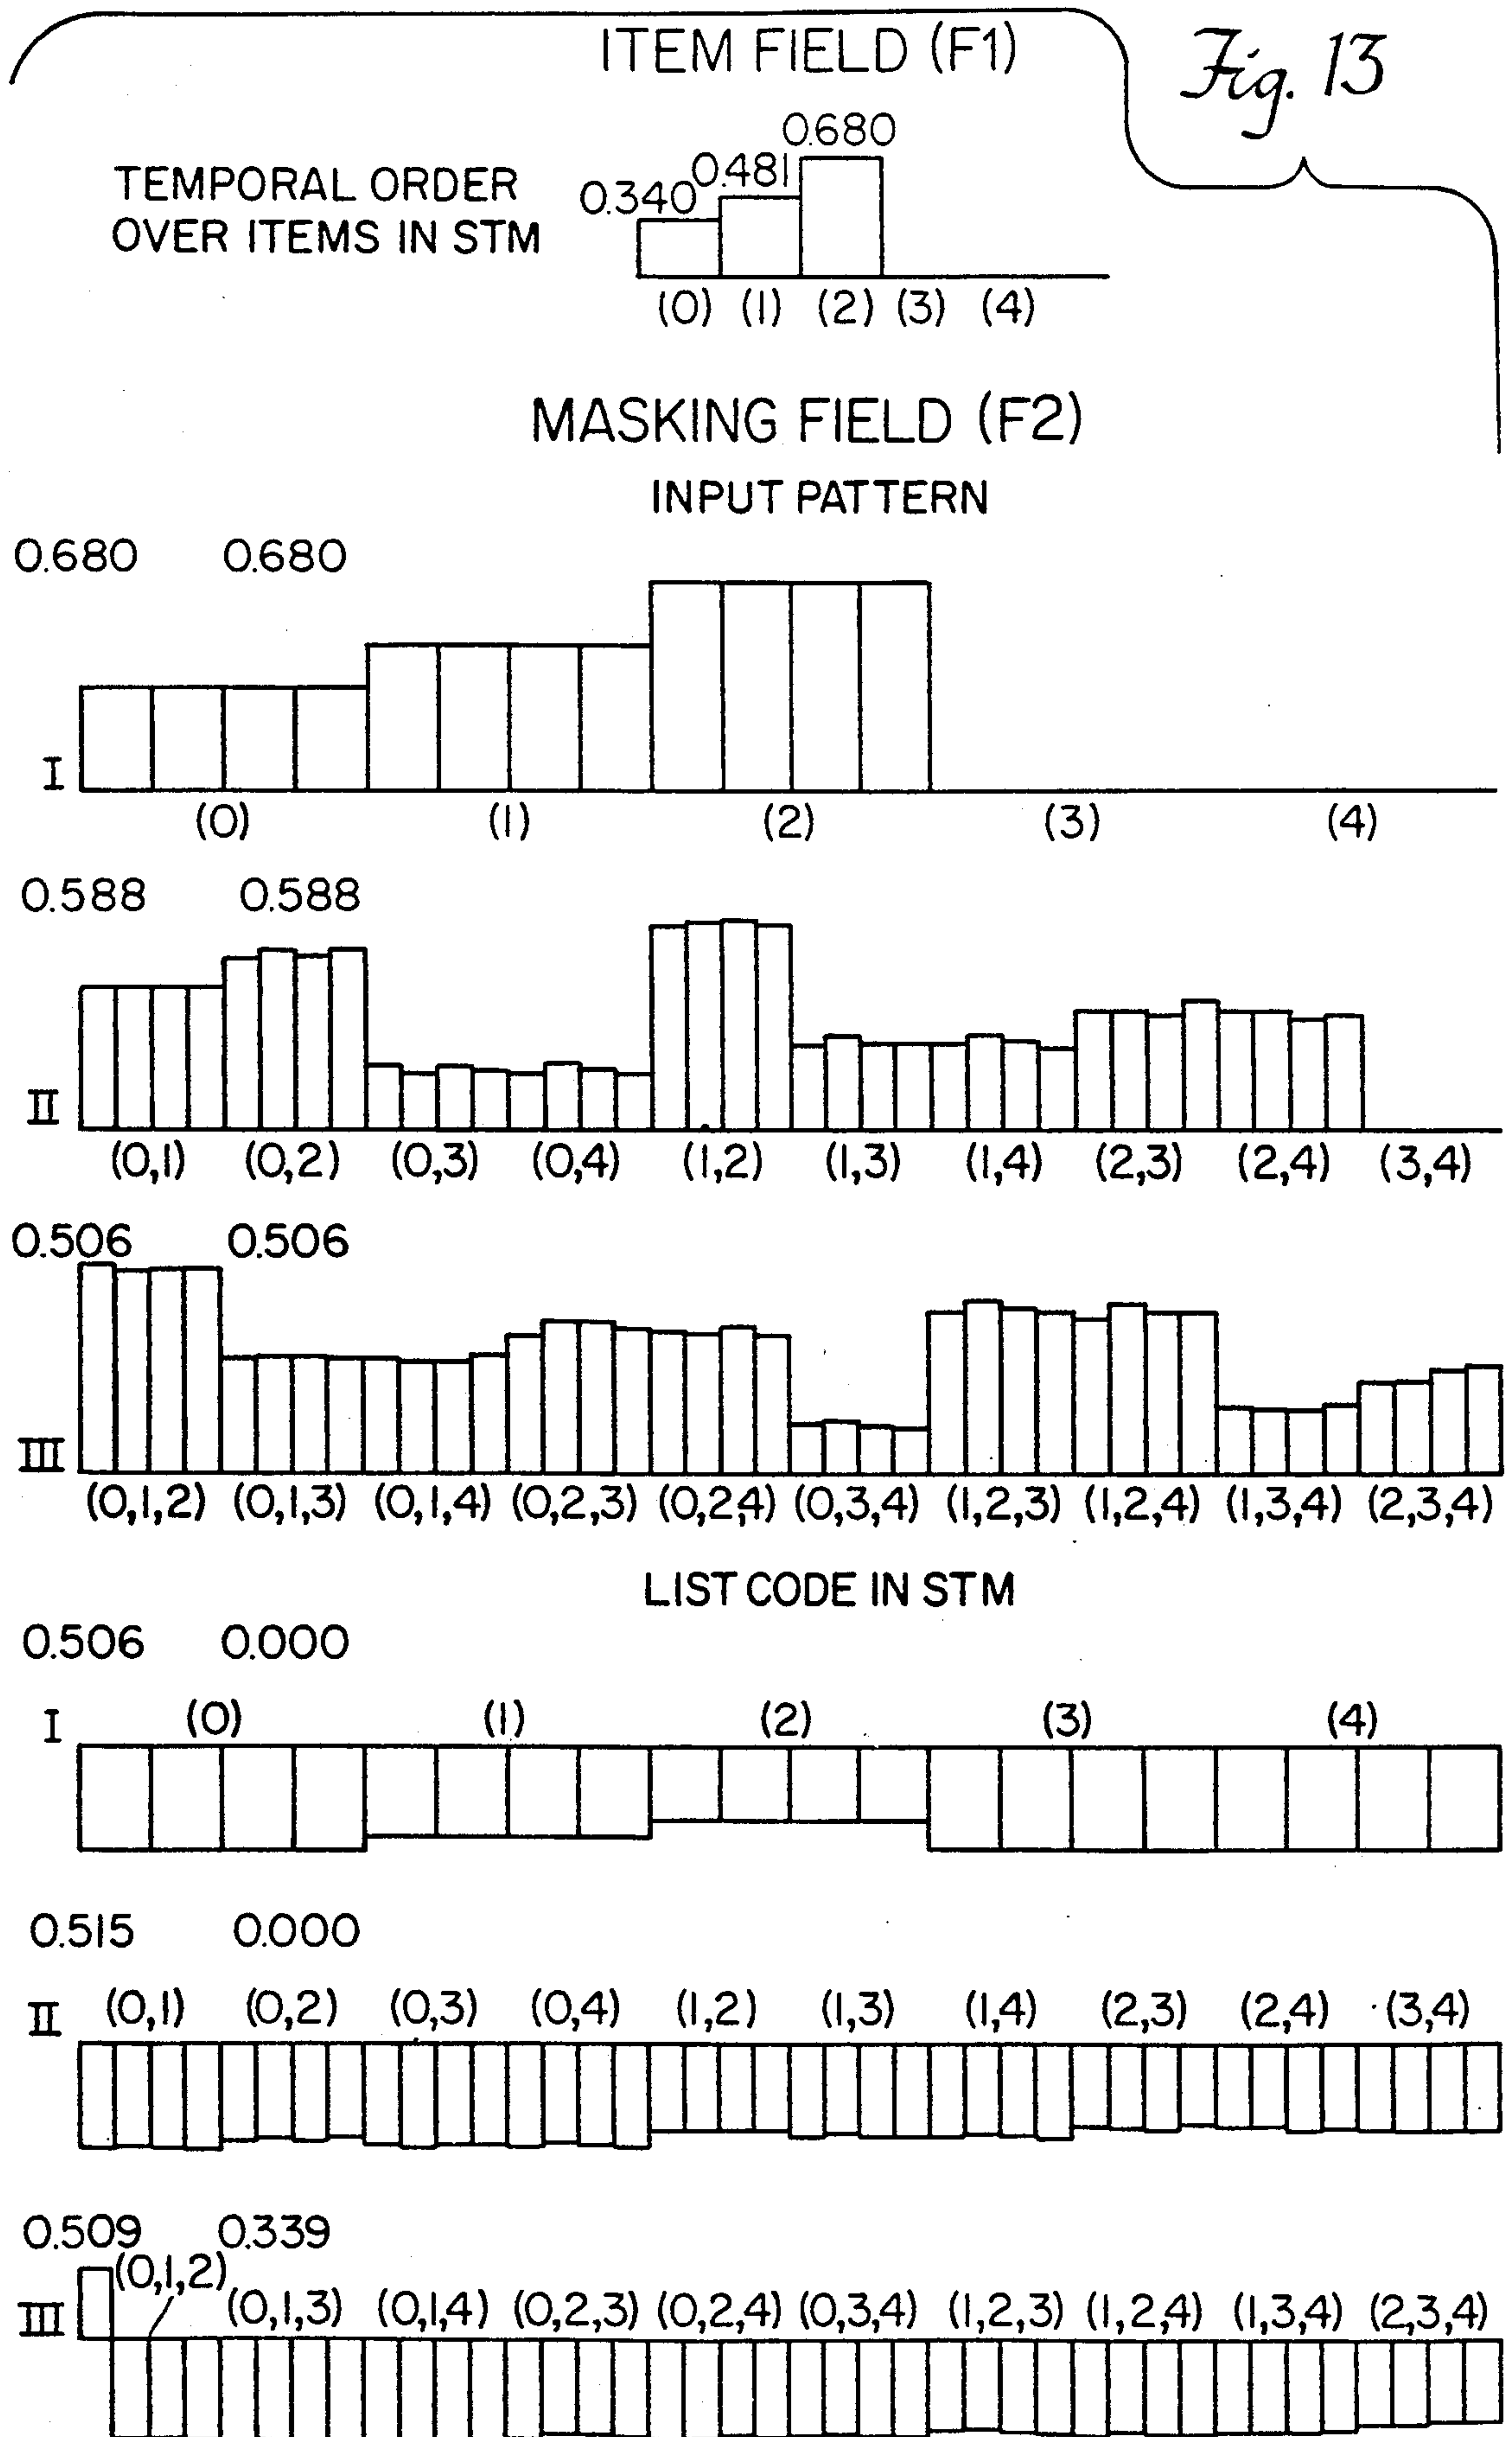 ITEM FIELD (F1)
Fig. 13
0.680
0.481
0.340
TEMPORAL ORDER
OVER ITEMS IN STM
(0) (1) (2) (3) (4)
MASKING FIELD (F2)
INPUT PATTERN
0.680 0.680
I
(0) (1) (2) (3) (4)
0.588 0.588
II
(0,1) (0,2) (0,3) (0,4) (1,2) (1,3) (1,4) (2,3) (2,4) (3,4)
0.506 0.506
III
(0,1,2) (0,1,3) (0,1,4) (0,2,3) (0,2,4) (0,3,4) (1,2,3) (1,2,4) (1,3,4) (2,3,4)
LIST CODE IN STM
0.506 0.000
I (0) (1) (2) (3) (4)
0.515 0.000
II (0,1) (0,2) (0,3) (0,4) (1,2) (1,3) (1,4) (2,3) (2,4) (3,4)
0.509 0.339
(0,1,2)
III (0,1,3) (0,1,4) (0,2,3) (0,2,4) (0,3,4) (1,2,3) (1,2,4) (1,3,4) (2,3,4)